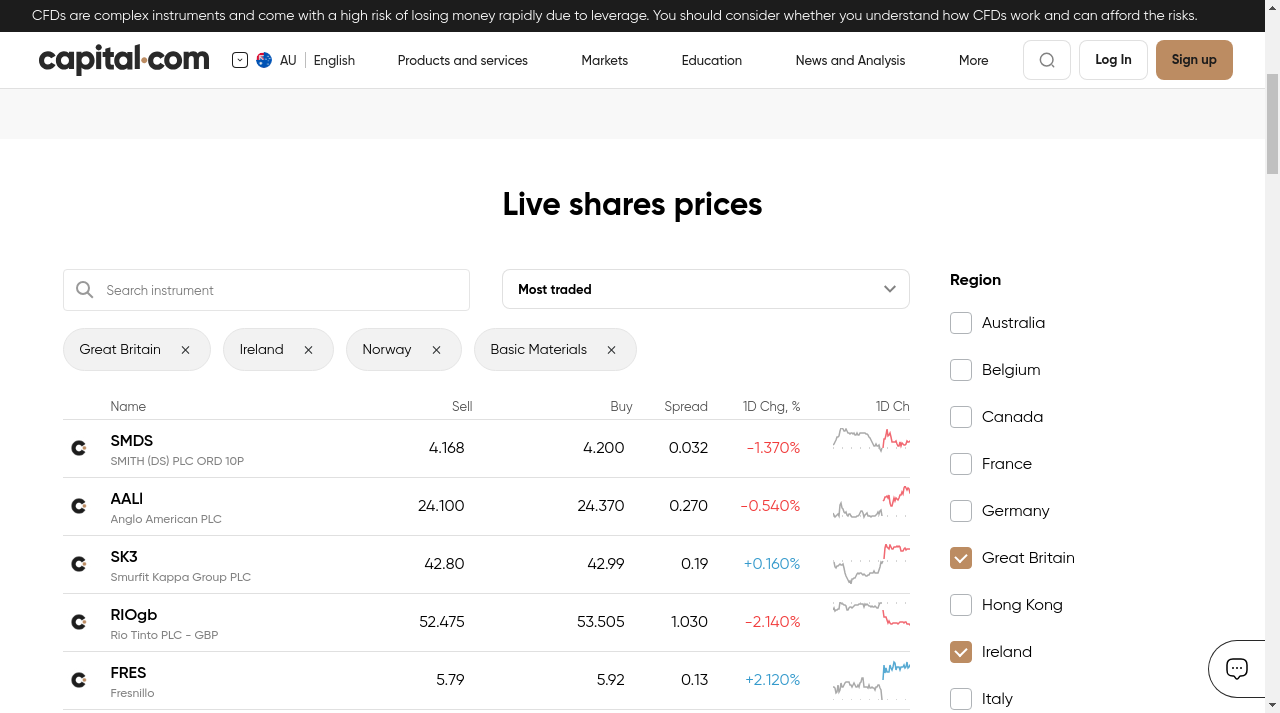 CFDs are complex instruments and come with a high risk of losing money rapidly due to leverage. You should consider whether you understand how CFDs work and can afford the risks.
capital.com AU English Products and services Markets Education News and Analysis More Log In Sign up
Live shares prices
Search instrument
Most traded
Great Britain × Ireland × Norway × Basic Materials ×
Name Sell Buy Spread 1D Chg, % 1D Ch
SMDS 4.168 4.200 0.032 -1.370%
SMITH (DS) PLC ORD 10P
AALl 24.100 24.370 0.270 -0.540%
Anglo American PLC
SK3 42.80 42.99 0.19 +0.160%
Smurfit Kappa Group PLC
RIOgb 52.475 53.505 1.030 -2.140%
Rio Tinto PLC - GBP
FRES 5.79 5.92 0.13 +2.120%
Fresnillo
Region
Australia
Belgium
Canada
France
Germany
Great Britain
Hong Kong
Ireland
Italy